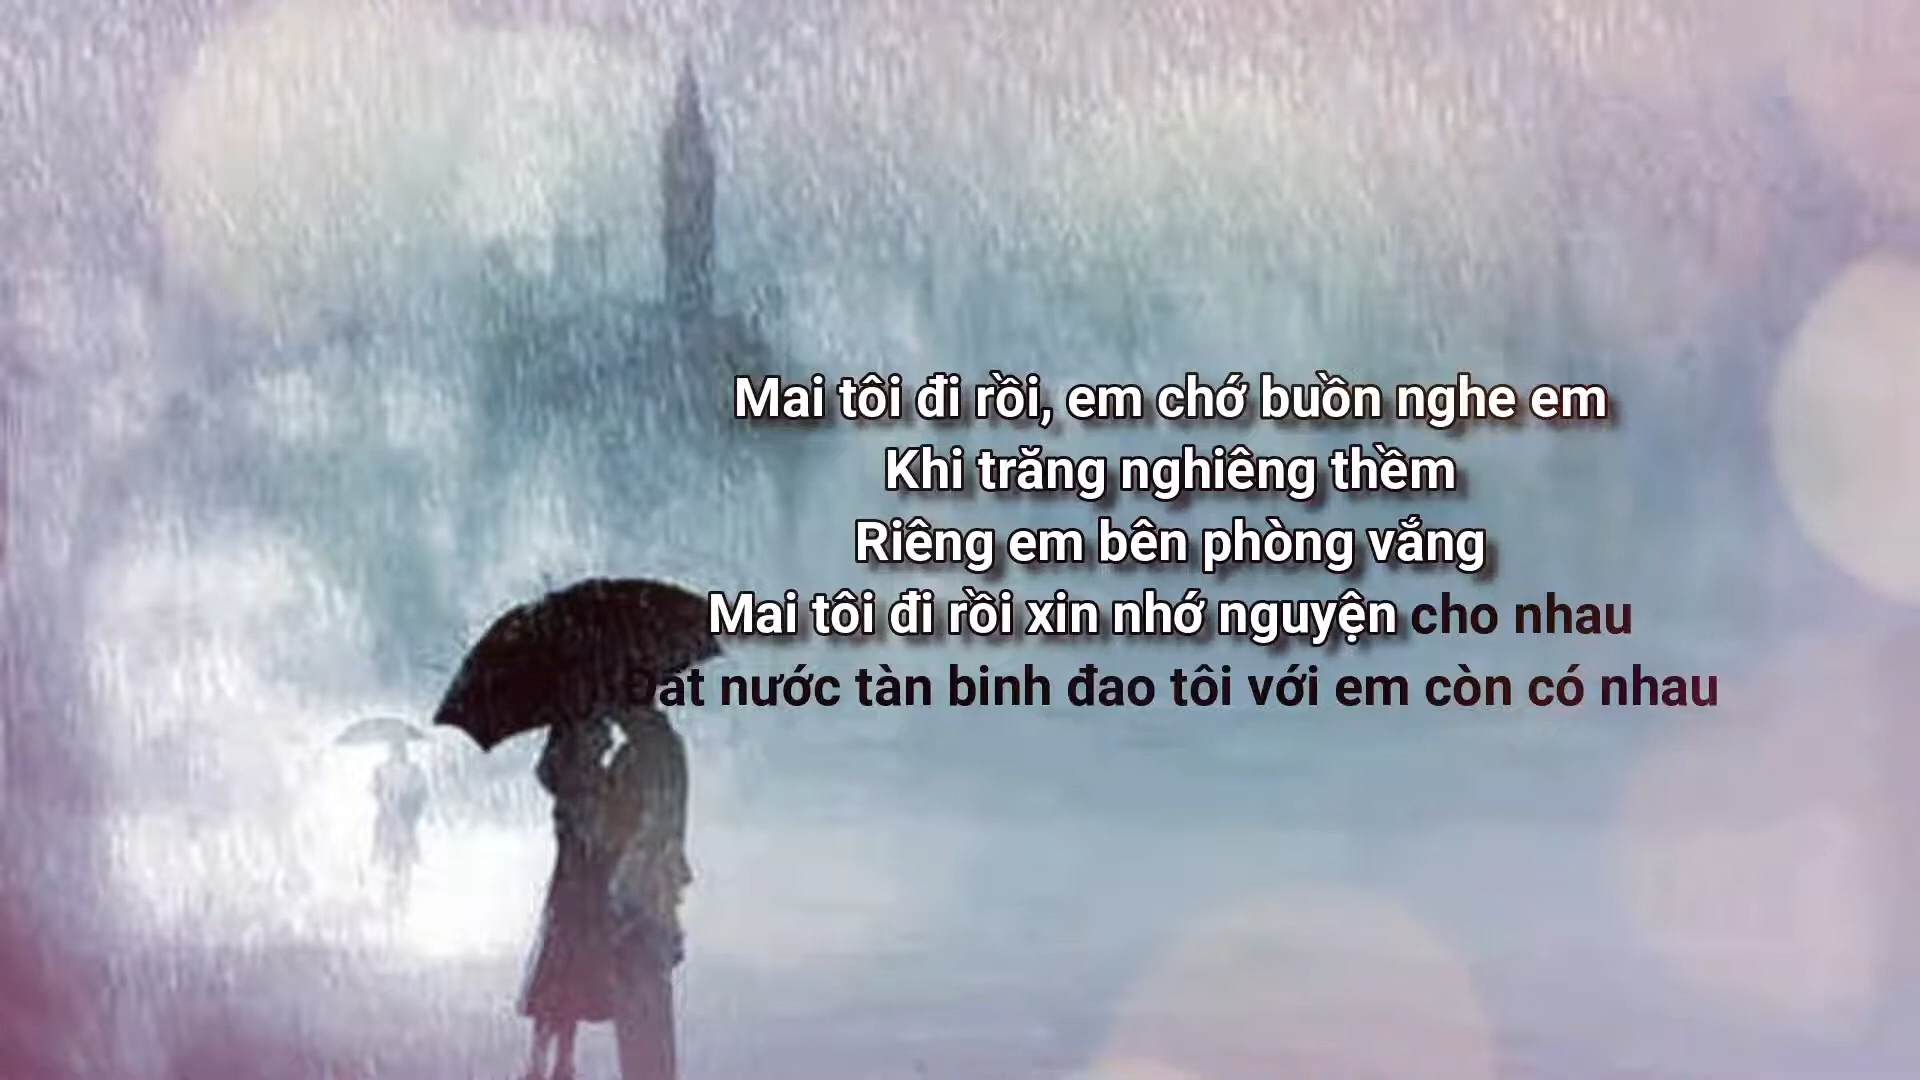 Mai tôi đi rồi, em chớ buồn nghe em
Khi trăng nghiêng thềm
Riêng em bên phòng vắng
Mai tôi đi rồi xin nhớ nguyện cho nhau
Đất nước tàn binh đao tôi với em còn có nhau